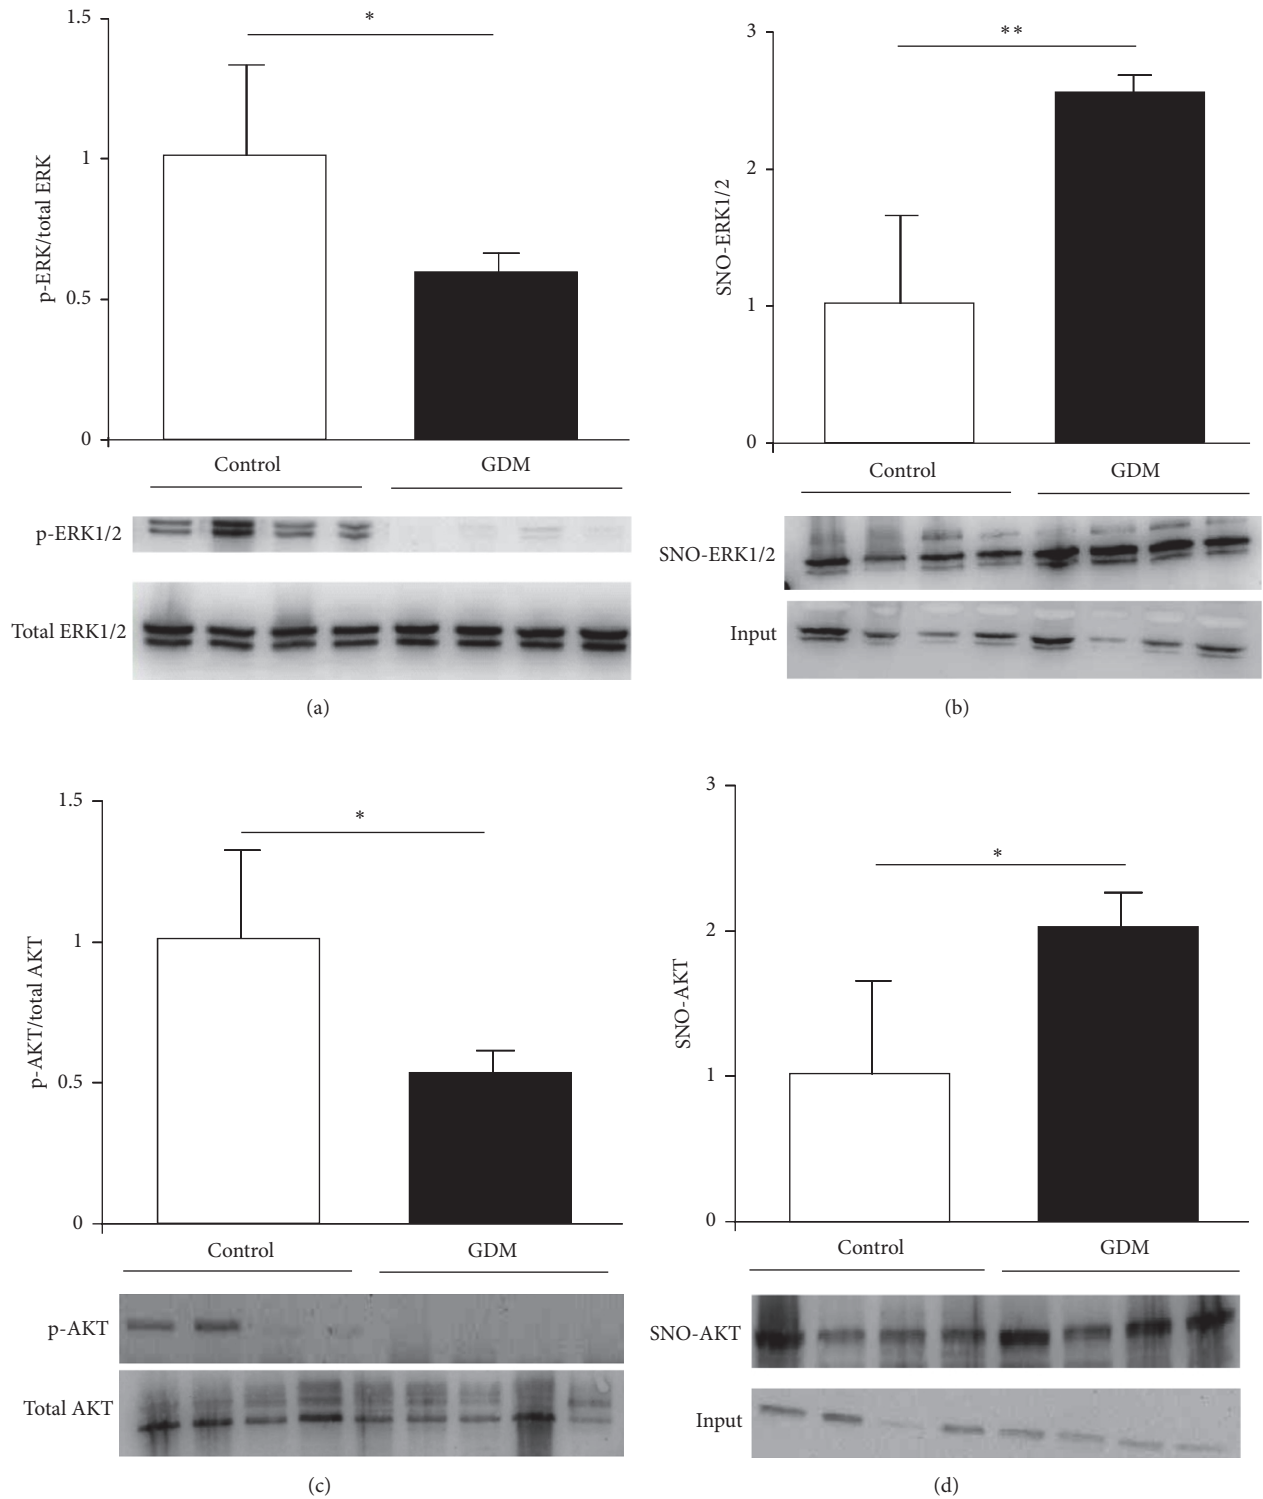 1.5
*
1
0.5
0
p-ERK/total ERK
Control GDM
p-ERK1/2
Total ERK1/2
(a)
3
**
2
1
0
SNO-ERK1/2
Control GDM
SNO-ERK1/2
Input
(b)
1.5
*
1
0.5
0
p-AKT/total AKT
Control GDM
p-AKT
Total AKT
(c)
3
*
2
1
0
SNO-AKT
Control GDM
SNO-AKT
Input
(d)